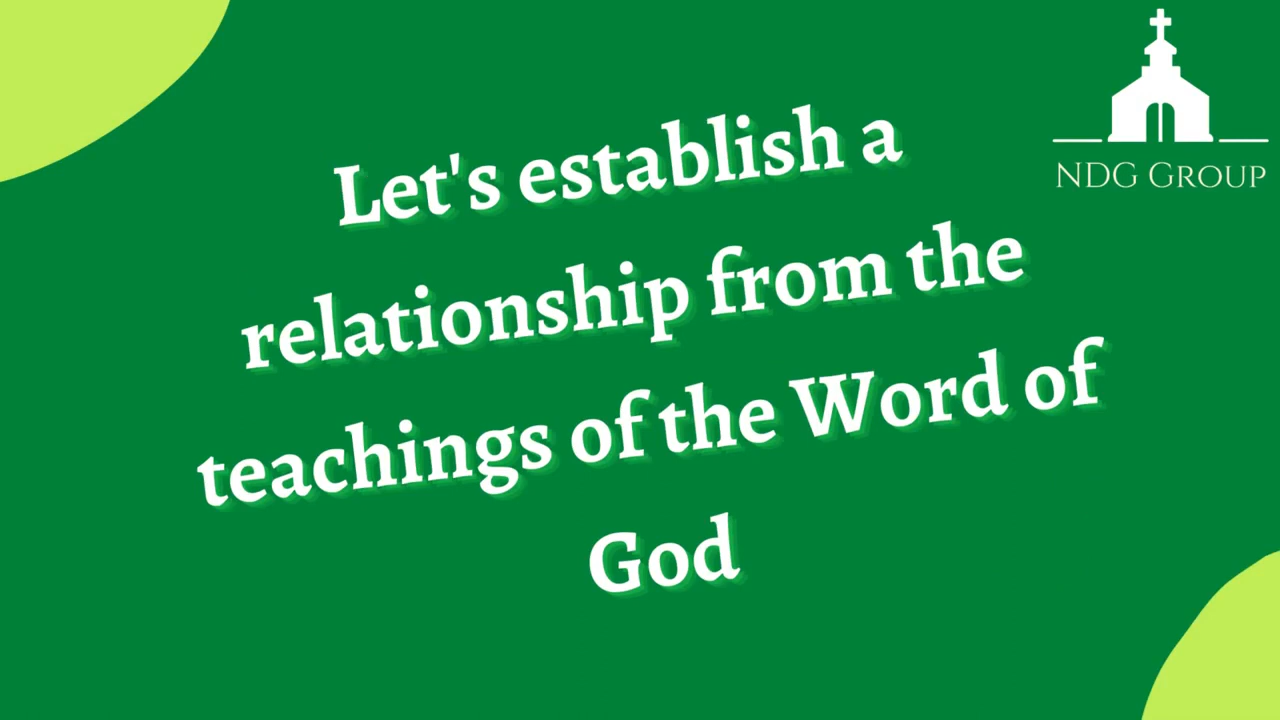 Let's establish a
relationship from the
teachings of the Word of
God
NDG GROUP